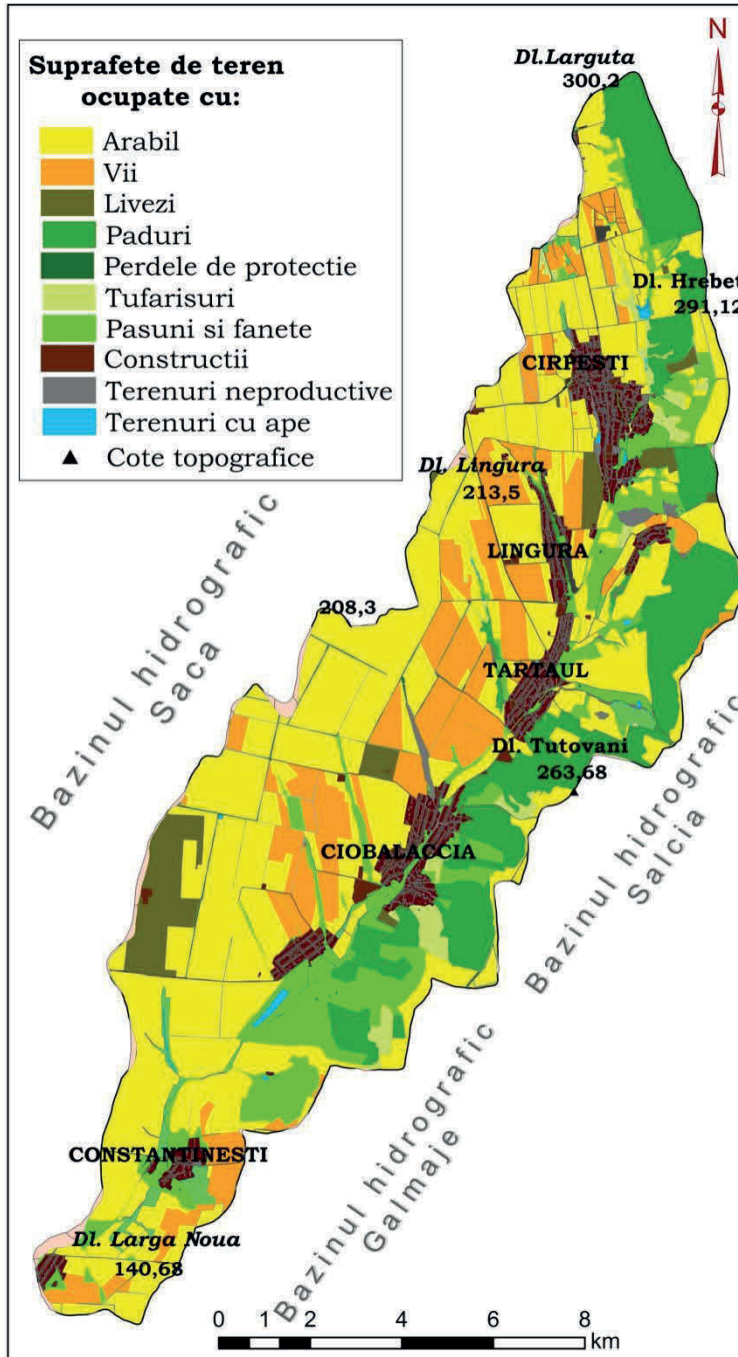 Suprafete de teren
ocupate cu:
Arabil
Vii
Livezi
Paduri
Perdele de protectie
Tufarisuri
Pasuni si fanete
Constructii
Terenuri neproductive
Terenuri cu ape
Cote topografice
N
Dl.Larguta
300,2
Dl. Hrebet
291,12
CIRPESTI
Dl. Lingura
213,5
LINGURA
208,3
TARTAUL
Dl. Tutovani
263,68
CIOBALACCIA
CONSTANTINESTI
Dl. Larga Noua
140,68
Bazinul hidrografic
Saca
Bazinul hidrografic
Salcia
Bazinul hidrografic
Galmaje
0 1 2 4 6 8
km